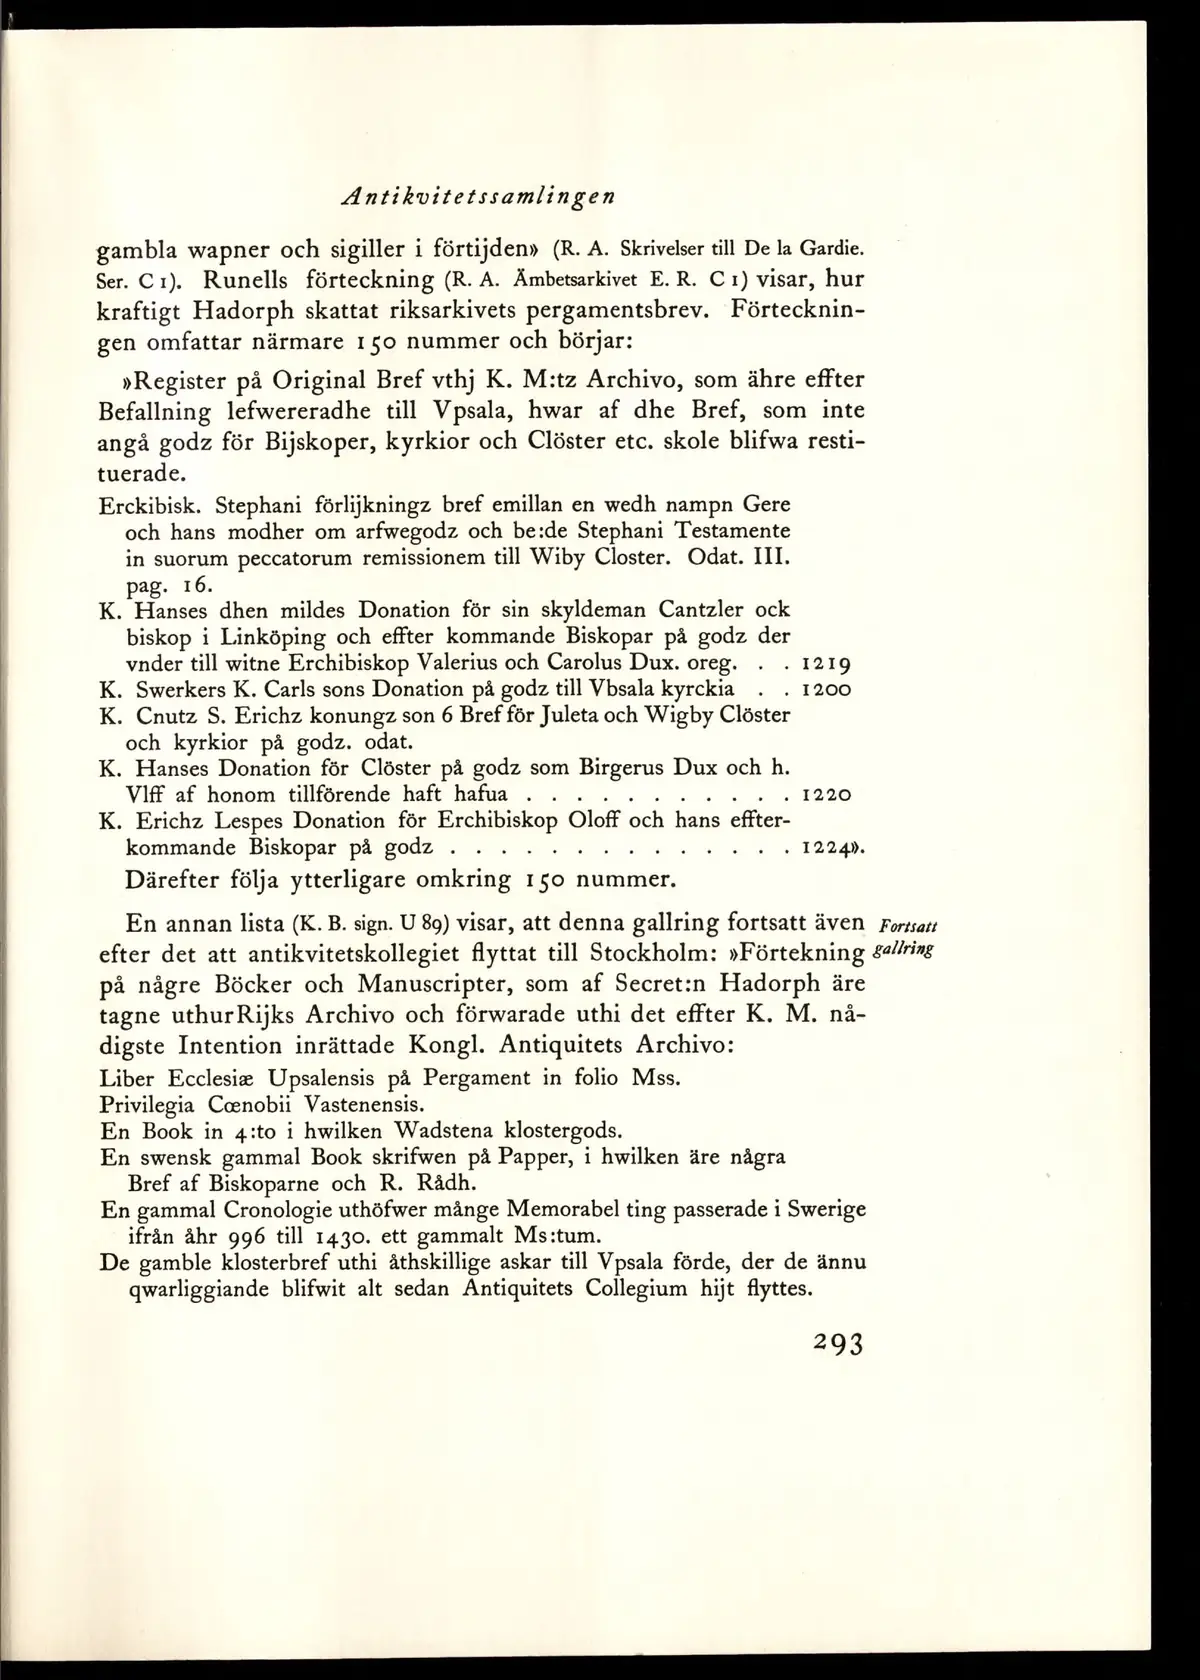 Antikvitetssamlingen
gambla wapner och sigiller i förtijden» (R. A. Skrivelser till De la Gardie.
Ser. C 1). Runells förteckning (R. A. Ämbetsarkivet E. R. C 1) visar, hur
kraftigt Hadorph skattat riksarkivets pergamentsbrev. Förtecknin-
gen omfattar närmare 150 nummer och börjar:
»Register på Original Bref vthj K. M:tz Archivo, som ähre effter
Befallning lefwereradhe till Vpsala, hwar af dhe Bref, som inte
angå godz för Bijskoper, kyrkior och Clöster etc. skole blifwa resti-
tuerade.
Erckibisk. Stephani förlijkningz bref emillan en wedh nampn Gere
och hans modher om arfwegodz och be:de Stephani Testamente
in suorum peccatorum remissionem till Wiby Closter. Odat. III.
pag. 16.
K. Hanses dhen mildes Donation för sin skyldeman Cantzler ock
biskop i Linköping och effter kommande Biskopar på godz der
vnder till witne Erchibiskop Valerius och Carolus Dux. oreg. . . 1219
K. Swerkers K. Carls sons Donation på godz till Vbsala kyrckia . . 1200
K. Cnutz S. Erichz konungz son 6 Bref för Juleta och Wigby Clöster
och kyrkior på godz. odat.
K. Hanses Donation för Clöster på godz som Birgerus Dux och h.
Vlff af honom tillförende haft hafua . . . . . . . . . . . 1220
K. Erichz Lespes Donation för Erchibiskop Oloff och hans effter-
kommande Biskopar på godz . . . . . . . . . . . . . . 1224».
Därefter följa ytterligare omkring 150 nummer.
En annan lista (K. B. sign. U 89) visar, att denna gallring fortsatt även Fortsatt
efter det att antikvitetskollegiet flyttat till Stockholm: »Förtekning gallring
på någre Böcker och Manuscripter, som af Secret:n Hadorph äre
tagne uthurRijks Archivo och förwarade uthi det effter K. M. nå-
digste Intention inrättade Kongl. Antiquitets Archivo:
Liber Ecclesiæ Upsalensis på Pergament in folio Mss.
Privilegia Cœnobii Vastenensis.
En Book in 4:to i hwilken Wadstena klostergods.
En swensk gammal Book skrifwen på Papper, i hwilken äre några
Bref af Biskoparne och R. Rådh.
En gammal Cronologie uthöfwer månge Memorabel ting passerade i Swerige
ifrån åhr 996 till 1430. ett gammalt Ms:tum.
De gamble klosterbref uthi åthskillige askar till Vpsala förde, der de ännu
qwarliggiande blifwit alt sedan Antiquitets Collegium hijt flyttes.
293